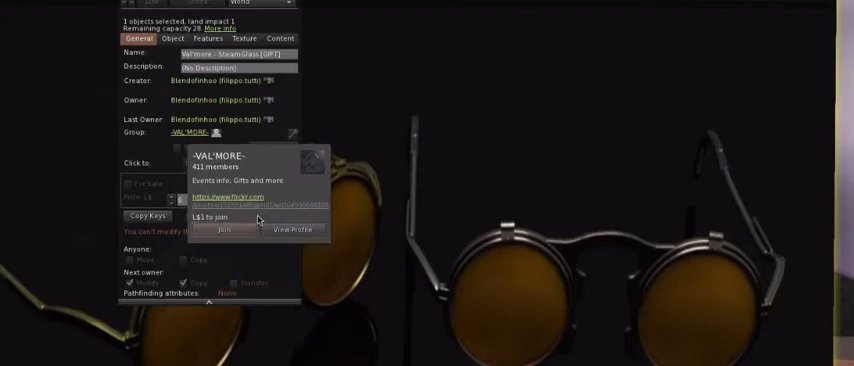 World
1 objects selected, land impact 1
Remaining capacity 28. More info
General Object Features Texture Content
Name: Val'more - SteamGlass [GIFT]
Description: (No Description)
Creator: Blendofinhoo (filippo.tutti)
Owner: Blendofinhoo (filippo.tutti)
Last Owner: Blendofinhoo (filippo.tutti)
Group: -VAL'MORE-
-VAL'MORE-
411 members
Click to:
Events info, Gifts and more.
For Sale
https://www.flickr.com
Price: L$ 0
L$1 to join
Copy Keys
Join View Profile
You can't modify th
Anyone:
Move Copy
Next owner:
Modify Copy Transfer
Pathfinding attributes: None